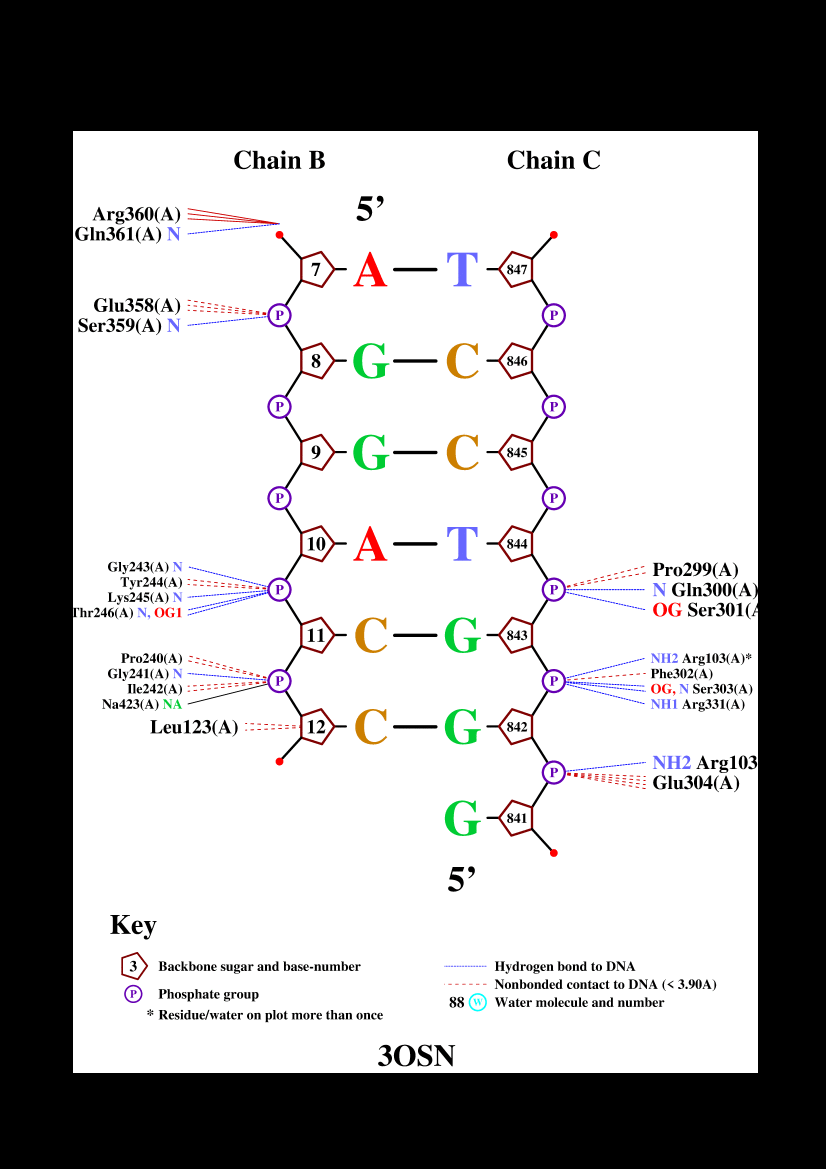 Chain B Chain C
5’
Arg360(A)
Gln361(A) N
7 A T 847
Glu358(A)
Ser359(A) N
P P
8 G C 846
P P
9 G C 845
P P
10 A T 844
Gly243(A) N
Tyr244(A)
Lys245(A) N
Thr246(A) N, OG1
P P
Pro299(A)
N Gln300(A)
OG Ser301(A
11 C G 843
Pro240(A)
Gly241(A) N
Ile242(A)
Na423(A) NA
P P
NH2 Arg103(A)*
Phe302(A)
OG, N Ser303(A)
NH1 Arg331(A)
Leu123(A)
12 C G 842
P
NH2 Arg103
Glu304(A)
G 841
5’
Key
3 Backbone sugar and base-number
P Phosphate group
* Residue/water on plot more than once
Hydrogen bond to DNA
Nonbonded contact to DNA (< 3.90A)
88 W Water molecule and number
3OSN